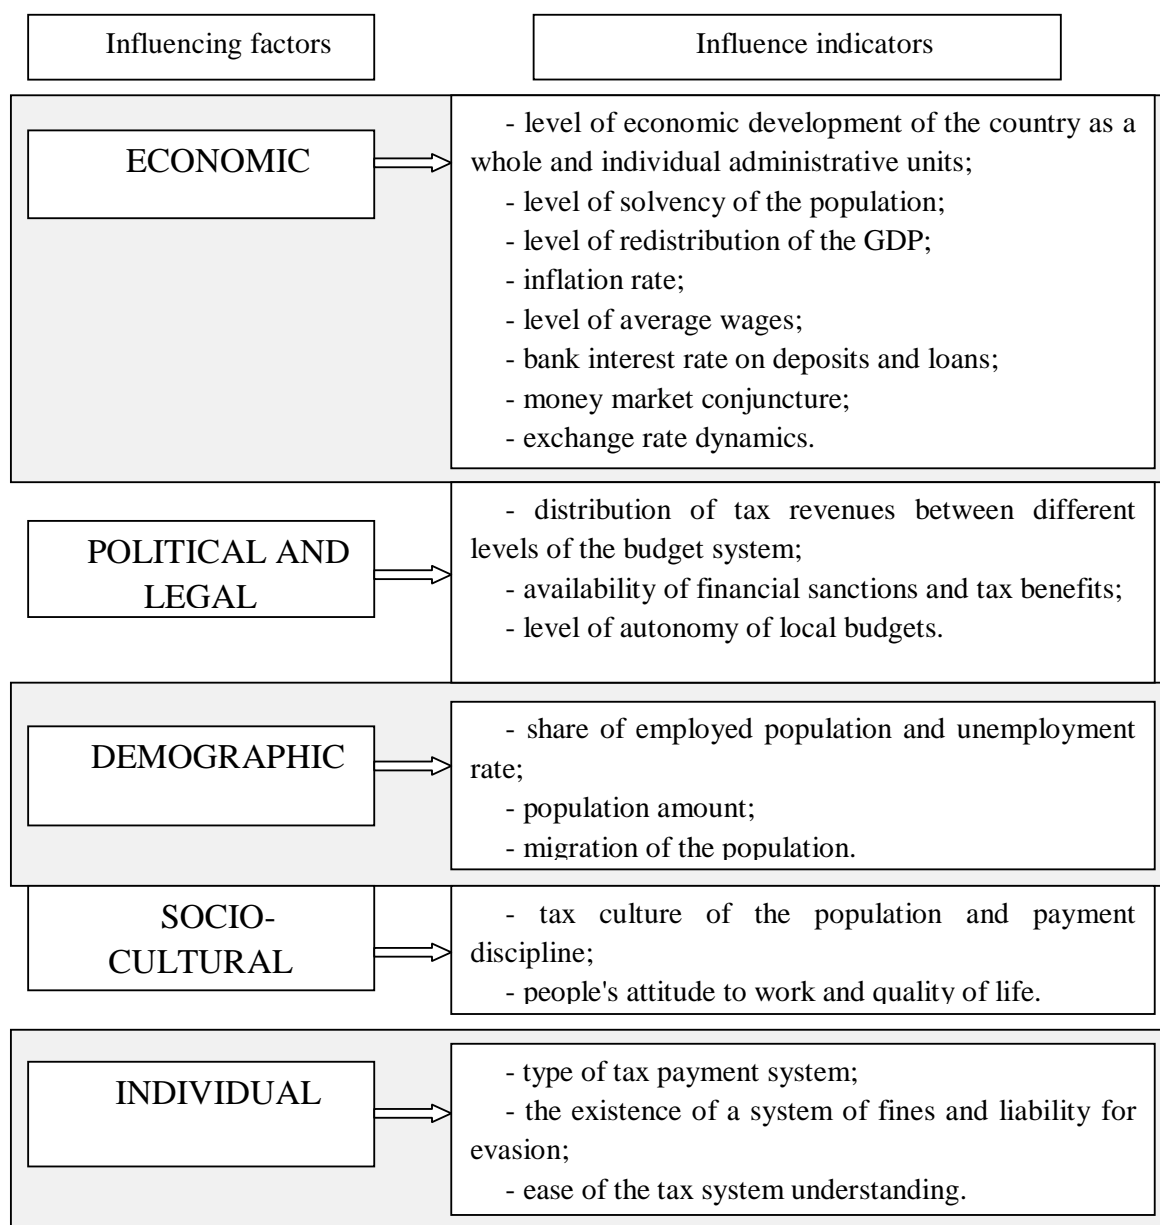 Influencing factors
Influence indicators
ECONOMIC
- level of economic development of the country as a
whole and individual administrative units;
- level of solvency of the population;
- level of redistribution of the GDP;
- inflation rate;
- level of average wages;
- bank interest rate on deposits and loans;
- money market conjuncture;
- exchange rate dynamics.
POLITICAL AND
LEGAL
- distribution of tax revenues between different
levels of the budget system;
- availability of financial sanctions and tax benefits;
- level of autonomy of local budgets.
DEMOGRAPHIC
- share of employed population and unemployment
rate;
- population amount;
- migration of the population.
SOCIO-
CULTURAL
- tax culture of the population and payment
discipline;
- people's attitude to work and quality of life.
INDIVIDUAL
- type of tax payment system;
- the existence of a system of fines and liability for
evasion;
- ease of the tax system understanding.